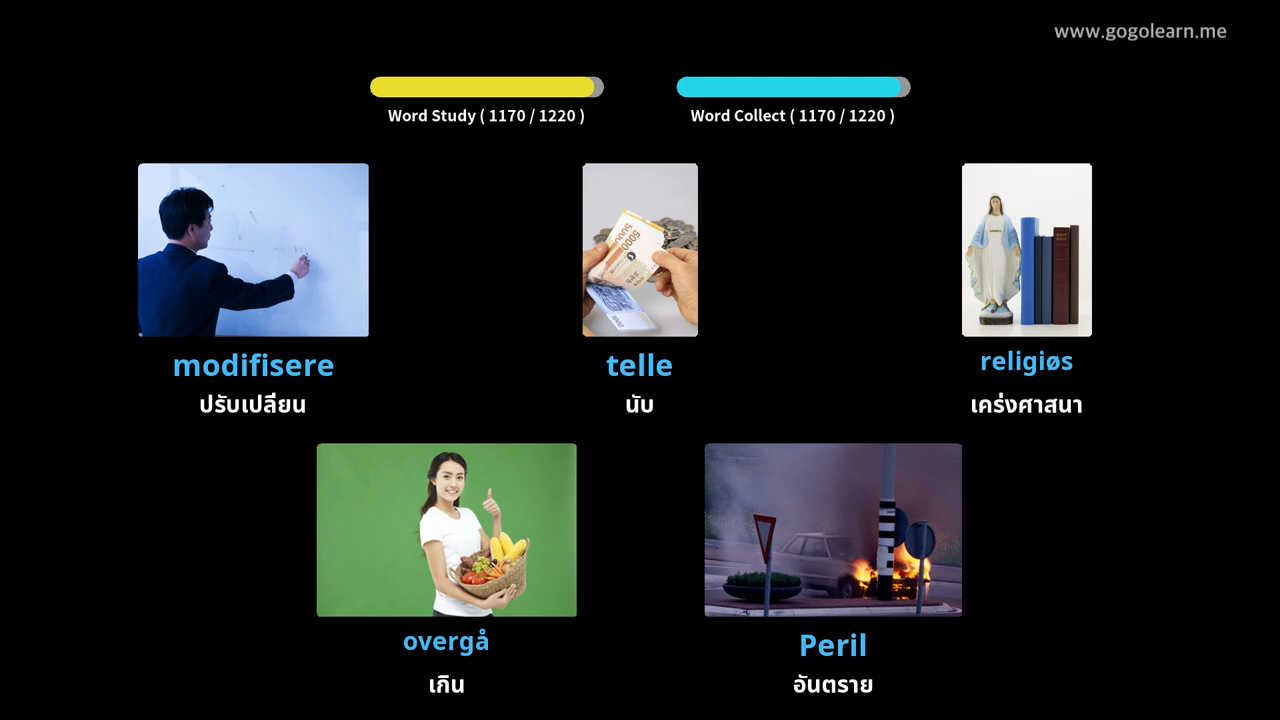 www.gogolearn.me
Word Study ( 1170 / 1220 )
Word Collect ( 1170 / 1220 )
modifisere
ปรับเปลี่ยน
telle
นับ
religiøs
เคร่งศาสนา
overgå
เกิน
Peril
อันตราย